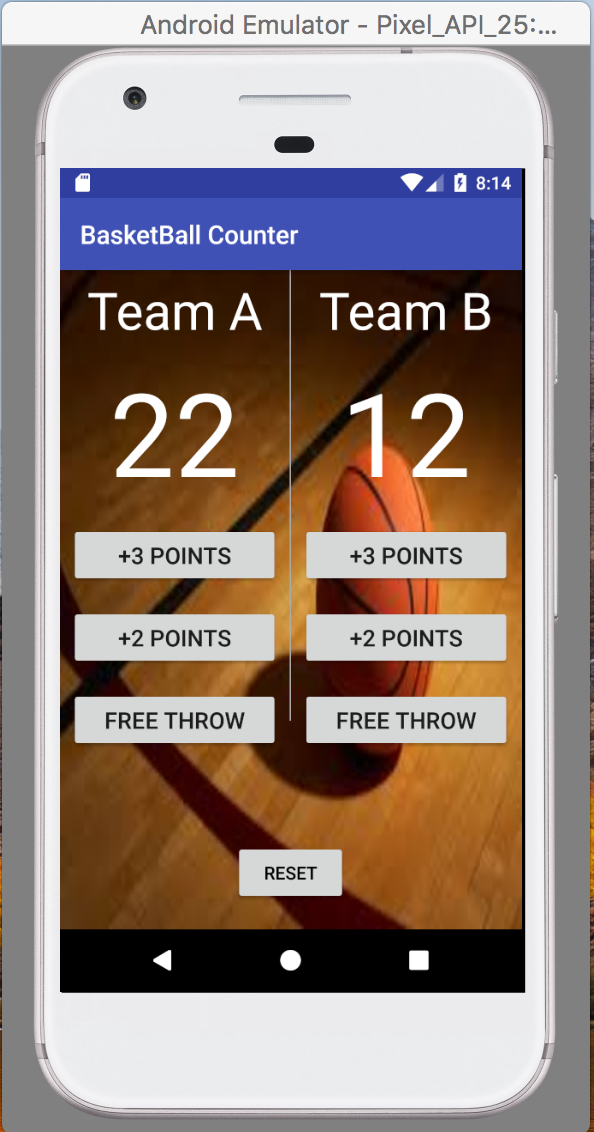 Android Emulator - Pixel_API_25:...
8:14
BasketBall Counter
Team A
Team B
22
12
+3 POINTS
+3 POINTS
+2 POINTS
+2 POINTS
FREE THROW
FREE THROW
RESET